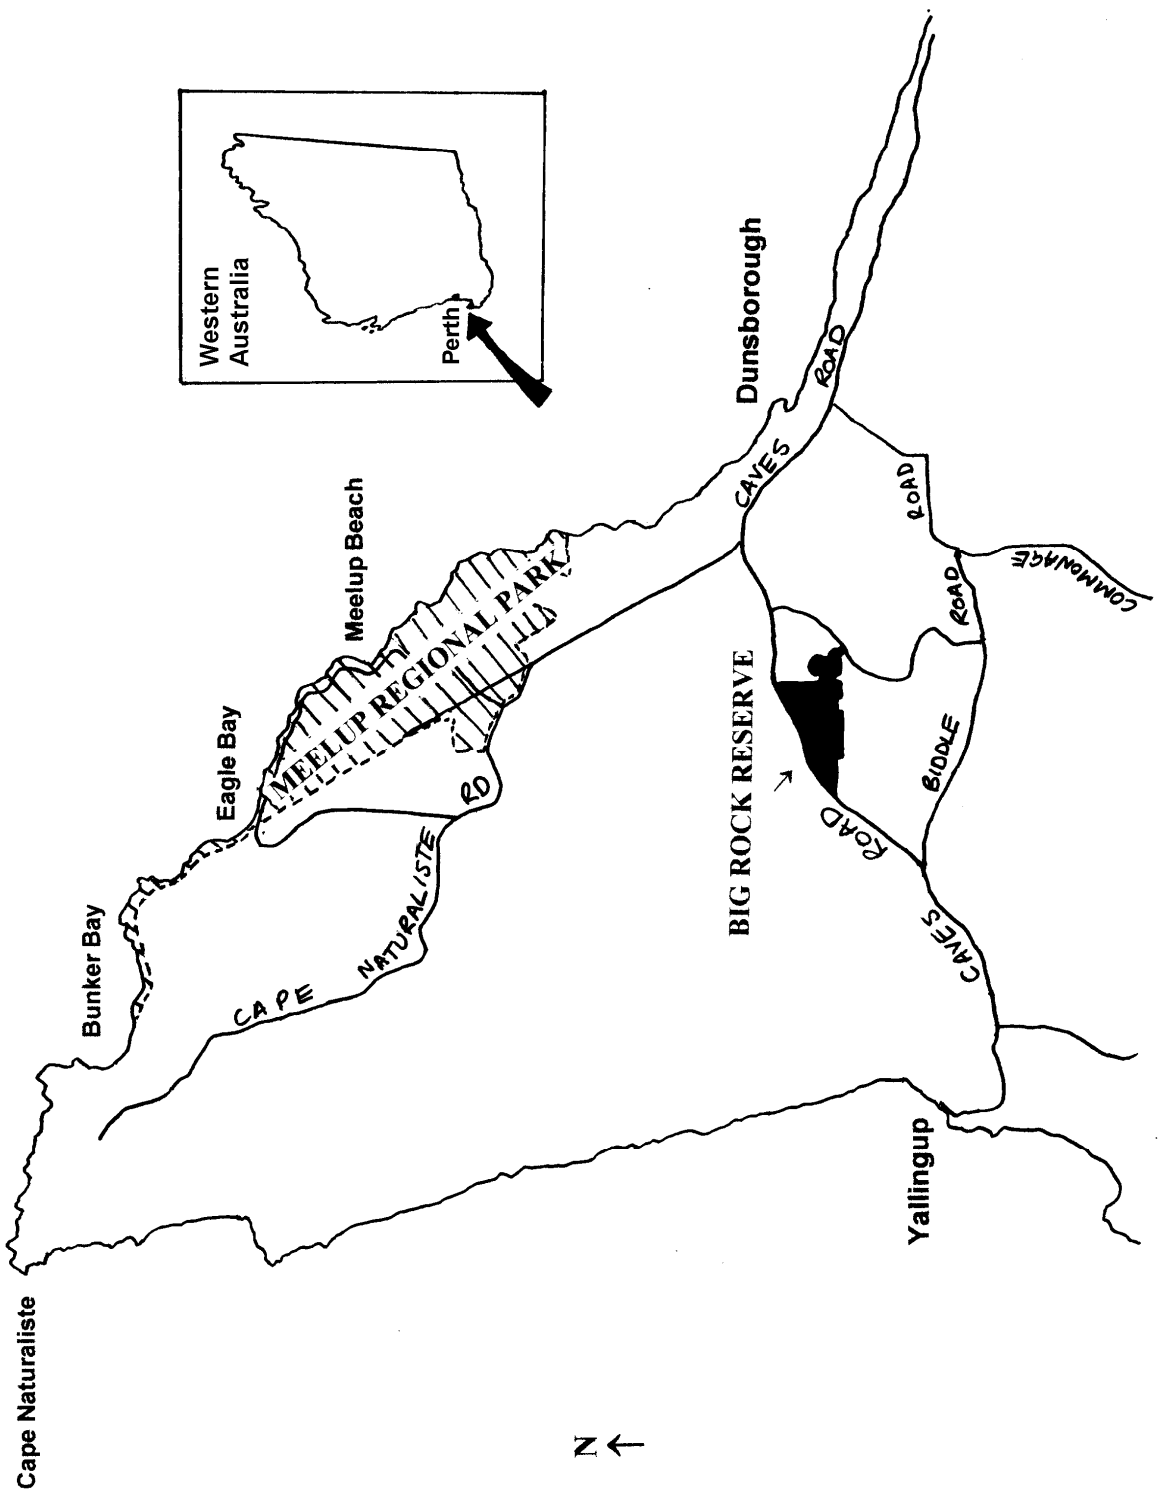 Cape Naturaliste
Bunker Bay
Eagle Bay
Meelup Beach
Western
Australia
Perth
MEELUP REGIONAL PARK
CAPE
NATURALISTE
RD
Dunsborough
CAVES
ROAD
BIG ROCK RESERVE
ROAD
CAVES
BIDDLE
ROAD
ROAD
COMMONAGE
Yallingup
N